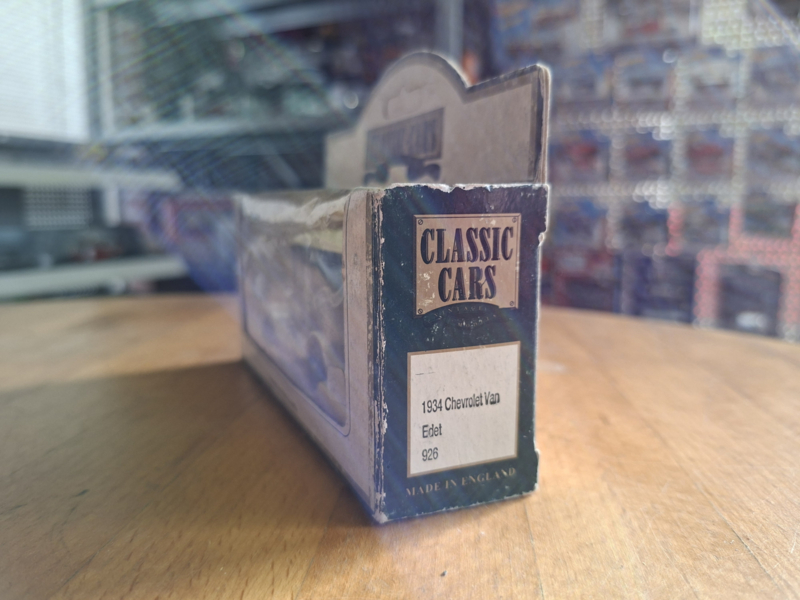 CLASSIC
CARS
1934 Chevrolet Van
Edet
926
MADE IN ENGLAND